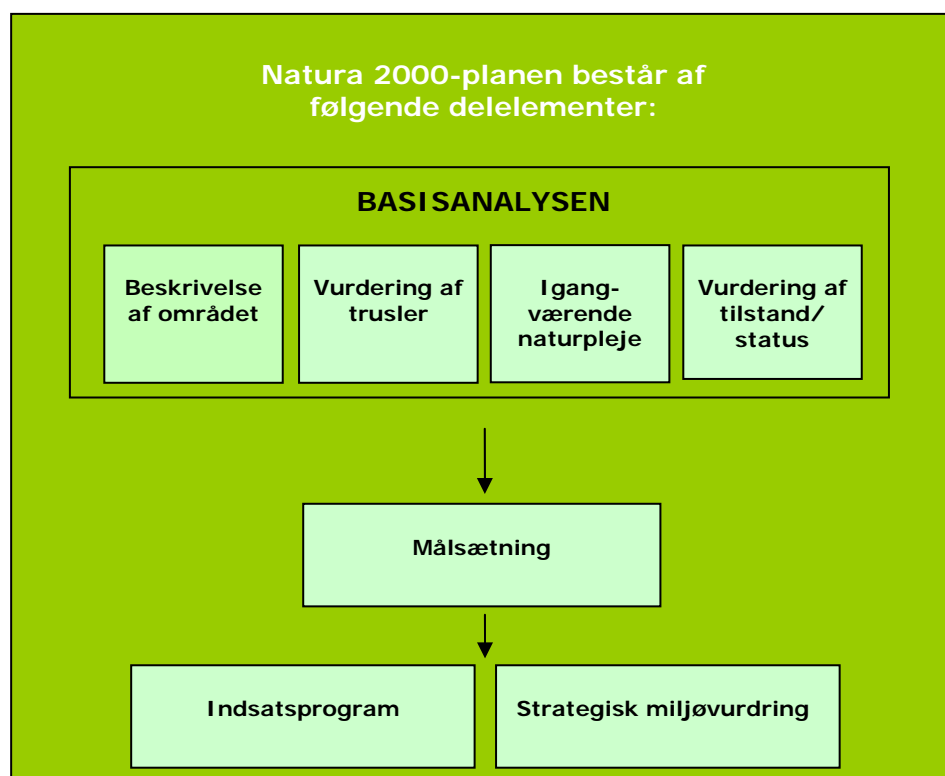 Natura 2000-planen består af
følgende delelementer:
BASISANALYSEN
Beskrivelse
af området
Vurdering af
trusler
Igang-
værende
naturpleje
Vurdering af
tilstand/
status
Målsætning
Indsatsprogram
Strategisk miljøvurdring